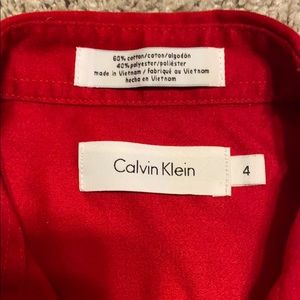 60% cotton/coton/algodón
40% polyester/poliéster
made in Vietnam / fabriqué au Vietnam
hecho en Vietnam
Calvin Klein
4